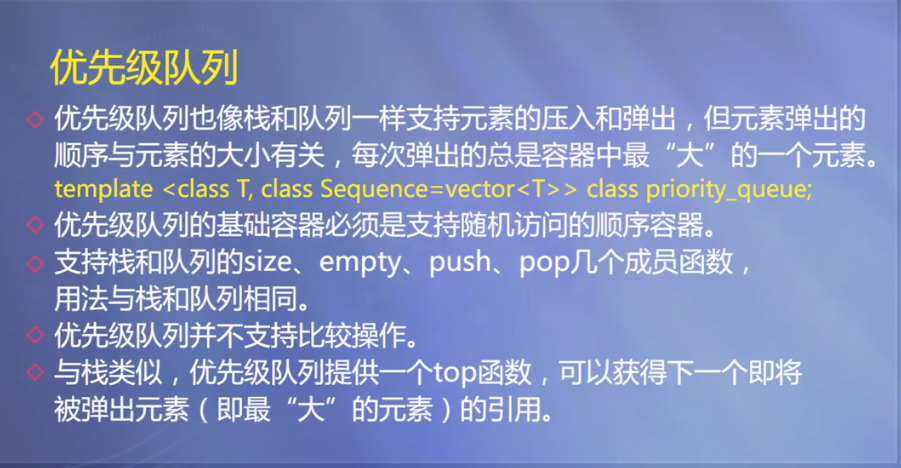 优先级队列
优先级队列也像栈和队列一样支持元素的压入和弹出，但元素弹出的
顺序与元素的大小有关，每次弹出的总是容器中最“大”的一个元素。
template <class T, class Sequence=vector<T>> class priority_queue;
优先级队列的基础容器必须是支持随机访问的顺序容器。
支持栈和队列的size、empty、push、pop几个成员函数，
用法与栈和队列相同。
优先级队列并不支持比较操作。
与栈类似，优先级队列提供一个top函数，可以获得下一个即将
被弹出元素（即最“大”的元素）的引用。